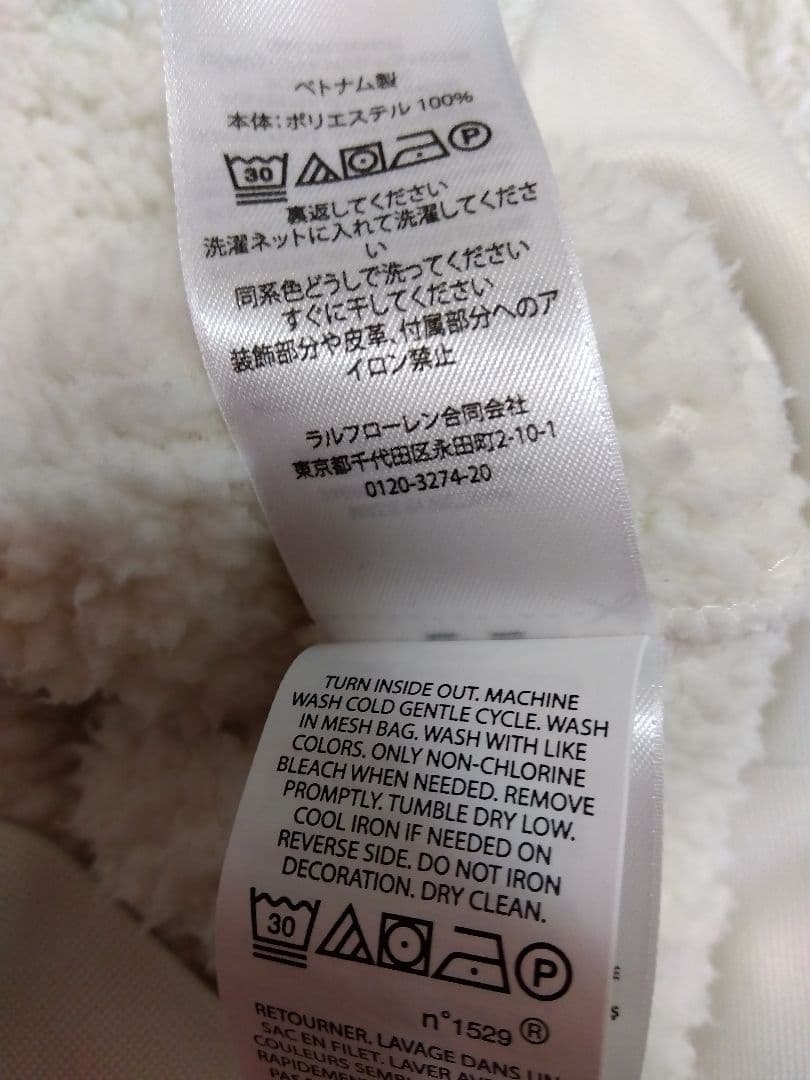 ベトナム製
本体:ポリエステル 100%
30 P
裏返してください
洗濯ネットに入れて洗濯してくださ
い
同系色どうしで洗ってください
すぐに干してください
装飾部分や皮革、付属部分へのア
イロン禁止
ラルフローレン合同会社
東京都千代田区永田町2-10-1
0120-3274-20
TURN INSIDE OUT. MACHINE
WASH COLD GENTLE CYCLE. WASH
IN MESH BAG. WASH WITH LIKE
COLORS. ONLY NON-CHLORINE
BLEACH WHEN NEEDED. REMOVE
PROMPTLY. TUMBLE DRY LOW.
COOL IRON IF NEEDED ON
REVERSE SIDE. DO NOT IRON
DECORATION. DRY CLEAN.
30 P
n°1529 ®
RETOURNER. LAVAGE DANS UN
SAC EN FILET. LAVER
COULEURS